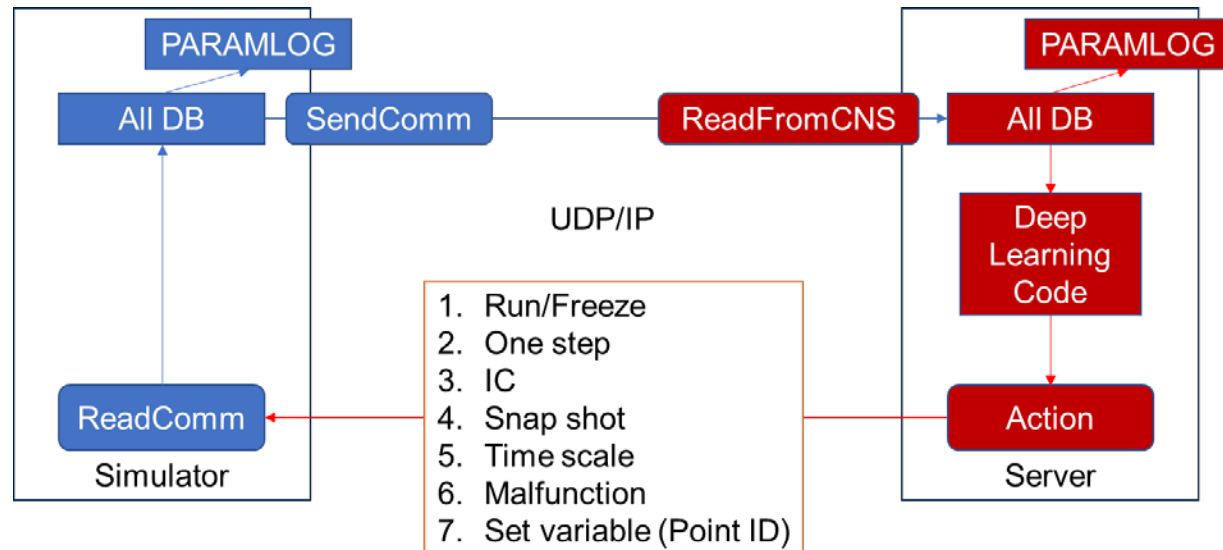 PARAMLOG
PARAMLOG
All DB
SendComm
ReadFromCNS
All DB
UDP/IP
Deep
Learning
Code
1. Run/Freeze
2. One step
3. IC
4. Snap shot
5. Time scale
6. Malfunction
7. Set variable (Point ID)
ReadComm
Action
Simulator
Server